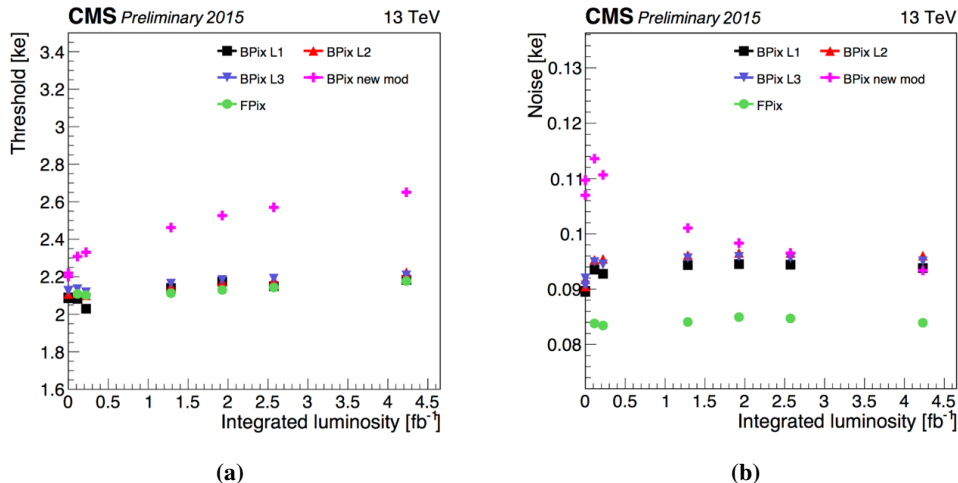 CMS Preliminary 2015 13 TeV
Threshold [ke]
3.4
3.2
3
2.8
2.6
2.4
2.2
2
1.8
1.6
BPix L1 BPix L2
BPix L3 BPix new mod
FPix
0 0.5 1 1.5 2 2.5 3 3.5 4 4.5
Integrated luminosity [fb⁻¹]
(a)
CMS Preliminary 2015 13 TeV
Noise [ke]
0.13
0.12
0.11
0.1
0.09
0.08
BPix L1 BPix L2
BPix L3 BPix new mod
FPix
0 0.5 1 1.5 2 2.5 3 3.5 4 4.5
Integrated luminosity [fb⁻¹]
(b)